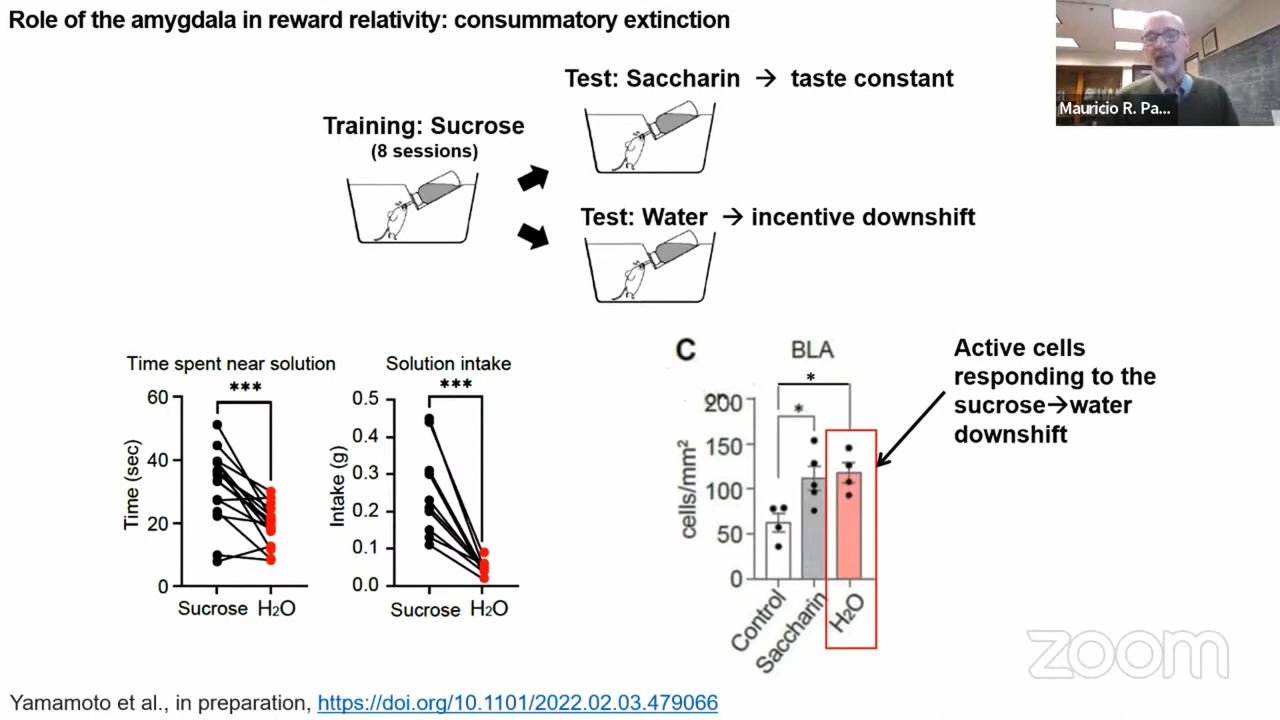 Role of the amygdala in reward relativity: consummatory extinction
Mauricio R. Pa...
Test: Saccharin → taste constant
Training: Sucrose
(8 sessions)
Test: Water → incentive downshift
Time spent near solution
***
60
40
20
0
Time (sec)
Sucrose H₂O
Solution intake
***
0.5
0.4
0.3
0.2
0.1
0.0
Intake (g)
Sucrose H₂O
C
BLA
*
*
200
150
100
50
0
cells/mm²
Control
Saccharin
H₂O
Active cells
responding to the
sucrose→water
downshift
zoom
Yamamoto et al., in preparation, https://doi.org/10.1101/2022.02.03.479066